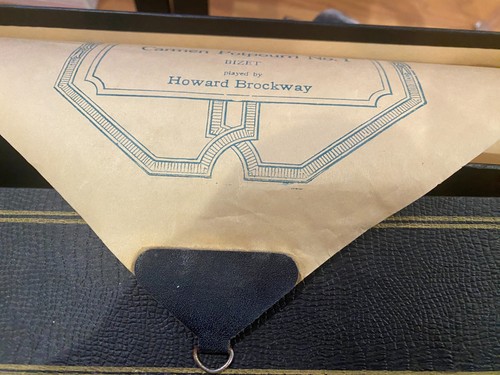 Carmen Potpourri No. 1
BIZET
played by
Howard Brockway